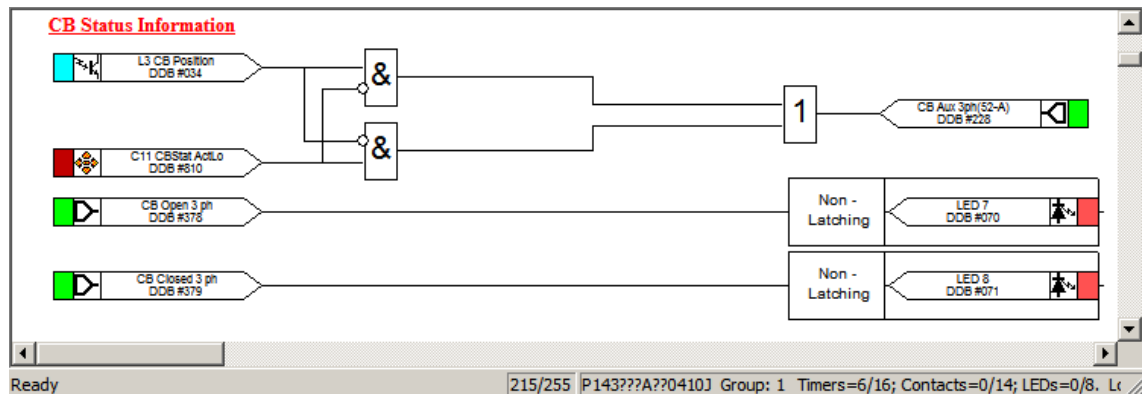 CB Status Information
L3 CB Position
DDB #034
&
CB Aux 3ph(52-A)
DDB #228
1
C11 CBStat ActLo
DDB #810
&
CB Open 3 ph
DDB #378
Non -
Latching
LED 7
DDB #070
CB Closed 3 ph
DDB #379
Non -
Latching
LED 8
DDB #071
Ready
215/255
P143???A??0410J Group: 1 Timers=6/16; Contacts=0/14; LEDs=0/8. Lo